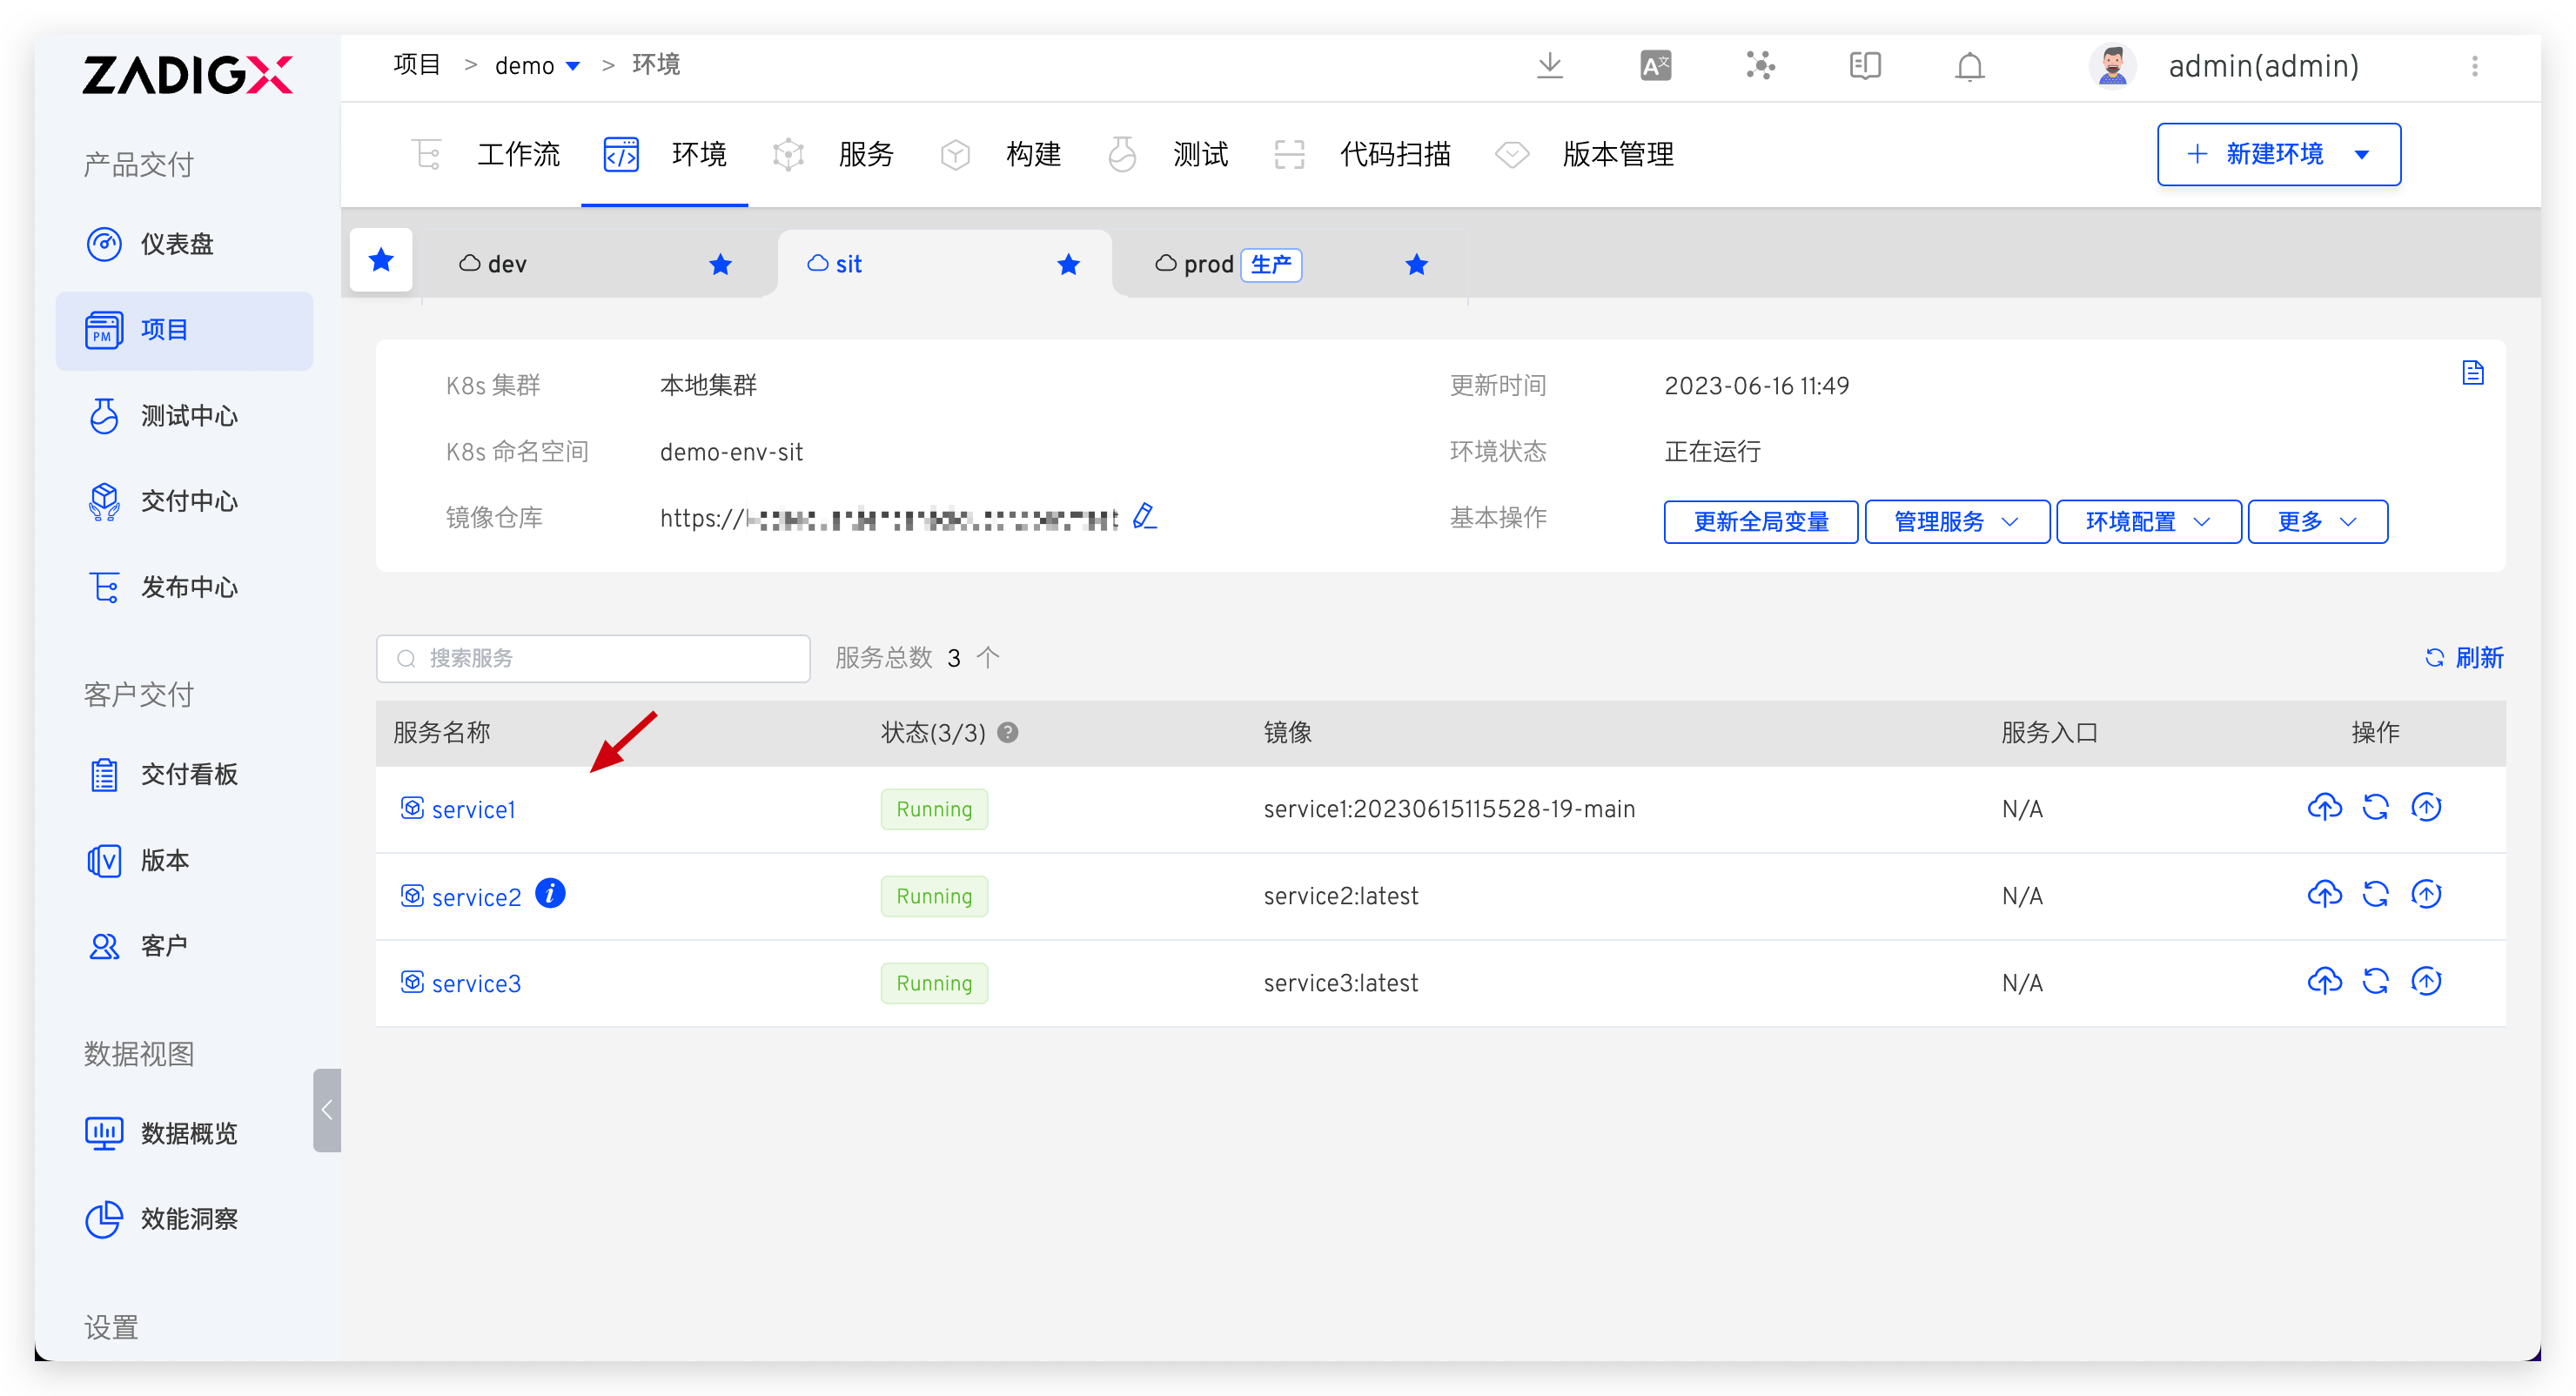 ZADIGX
项目 > demo > 环境
admin(admin)
产品交付
仪表盘
项目
测试中心
交付中心
发布中心
客户交付
交付看板
版本
客户
数据视图
数据概览
效能洞察
设置
工作流 环境 服务 构建 测试 代码扫描 版本管理
新建环境
dev sit prod 生产
K8s 集群 本地集群 更新时间 2023-06-16 11:49
K8s 命名空间 demo-env-sit 环境状态 正在运行
镜像仓库 https:// 基本操作 更新全局变量 管理服务 环境配置 更多
搜索服务 服务总数 3 个 刷新
服务名称 状态(3/3) 镜像 服务入口 操作
service1 Running service1:20230615115528-19-main N/A
service2 Running service2:latest N/A
service3 Running service3:latest N/A